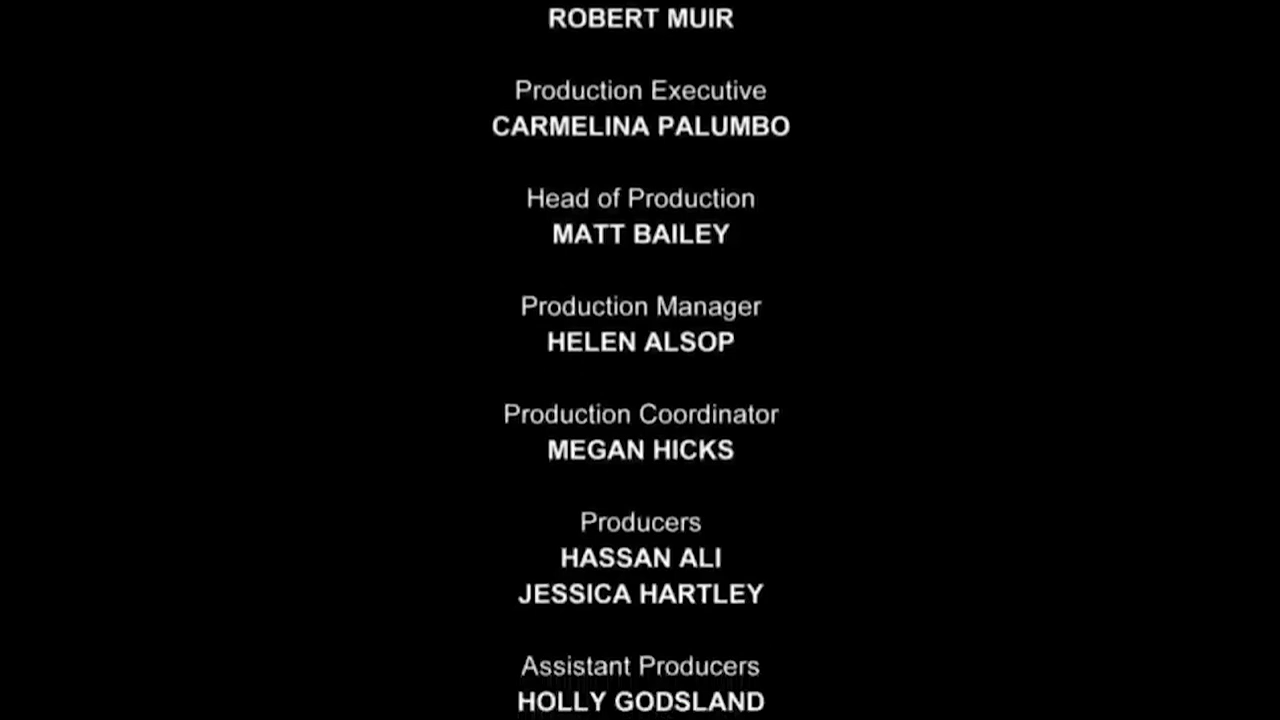 ROBERT MUIR
Production Executive
CARMELINA PALUMBO
Head of Production
MATT BAILEY
Production Manager
HELEN ALSOP
Production Coordinator
MEGAN HICKS
Producers
HASSAN ALI
JESSICA HARTLEY
Assistant Producers
HOLLY GODSLAND